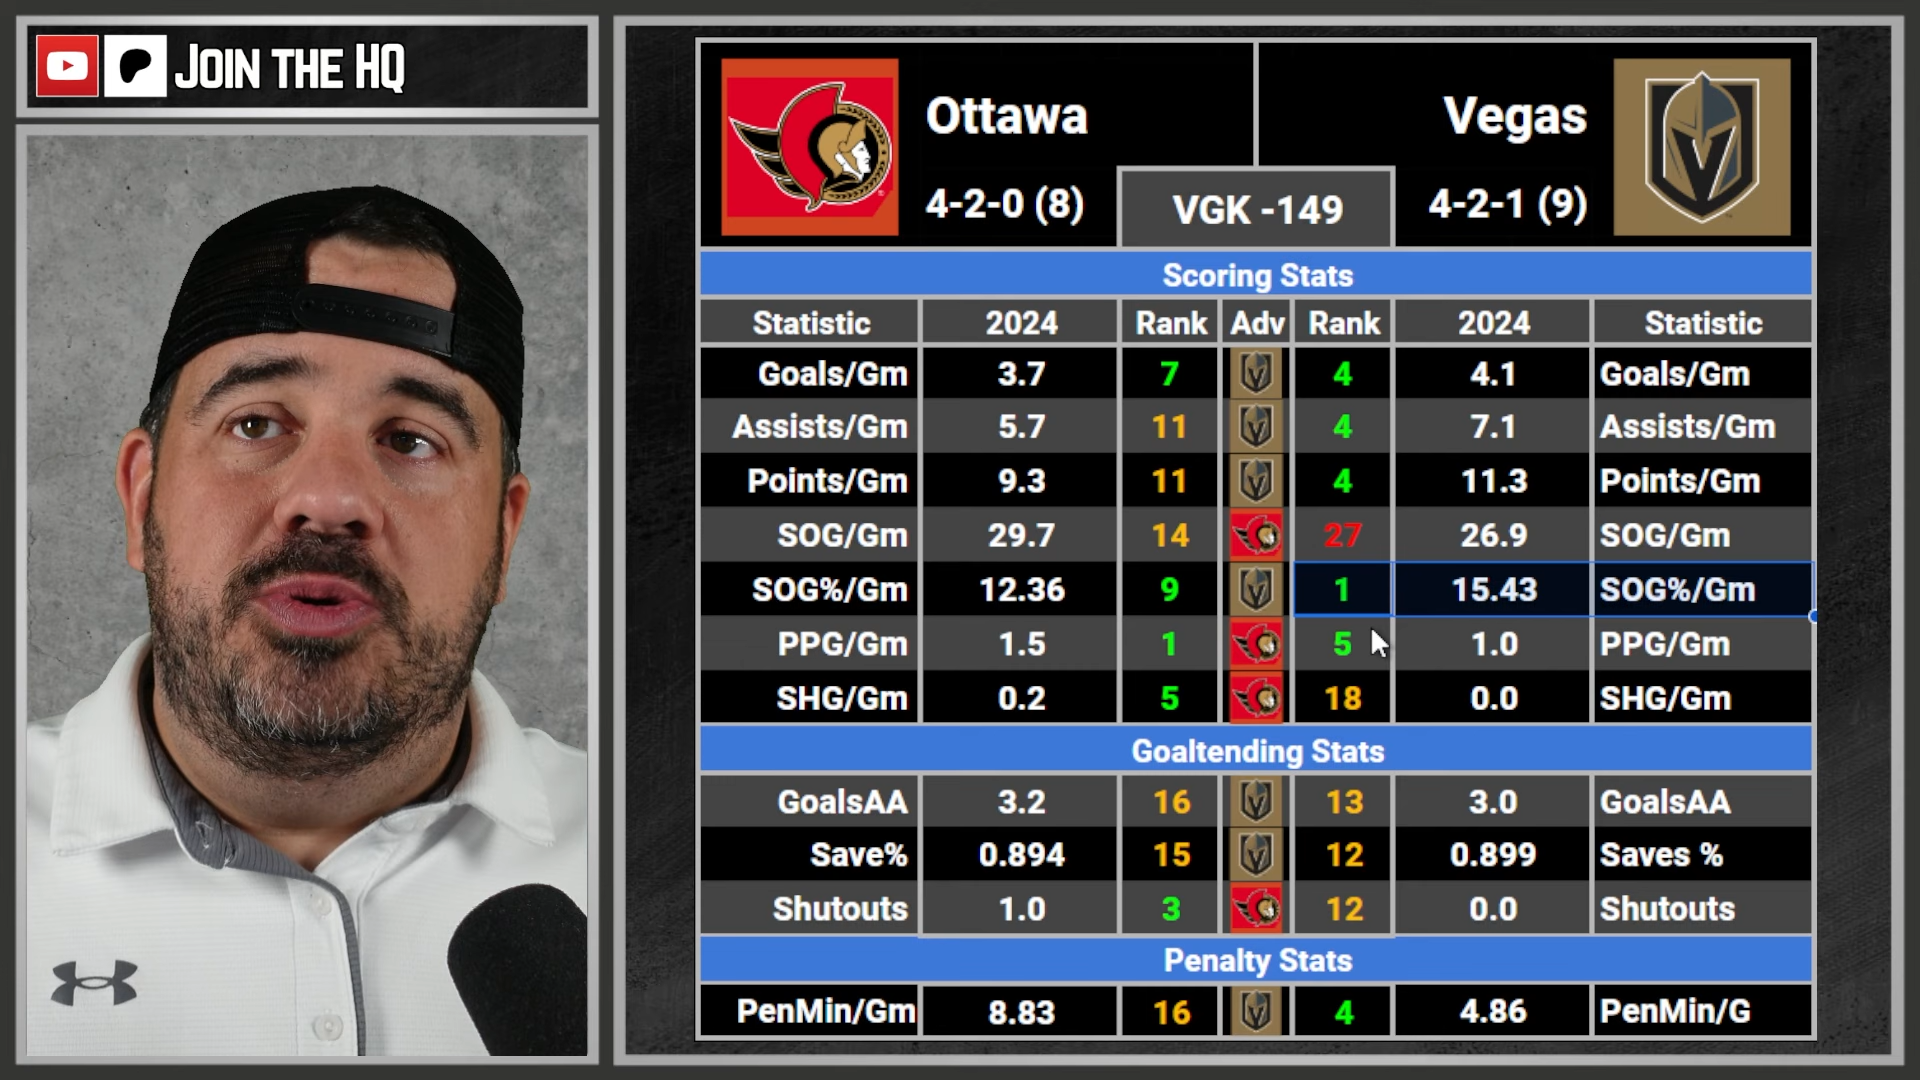 JOIN THE HQ
Ottawa
4-2-0 (8)
VGK -149
Vegas
4-2-1 (9)
Scoring Stats
Statistic 2024 Rank Adv Rank 2024 Statistic
Goals/Gm 3.7 7 4 4.1 Goals/Gm
Assists/Gm 5.7 11 4 7.1 Assists/Gm
Points/Gm 9.3 11 4 11.3 Points/Gm
SOG/Gm 29.7 14 27 26.9 SOG/Gm
SOG%/Gm 12.36 9 1 15.43 SOG%/Gm
PPG/Gm 1.5 1 5 1.0 PPG/Gm
SHG/Gm 0.2 5 18 0.0 SHG/Gm
Goaltending Stats
GoalsAA 3.2 16 13 3.0 GoalsAA
Save% 0.894 15 12 0.899 Saves %
Shutouts 1.0 3 12 0.0 Shutouts
Penalty Stats
PenMin/Gm 8.83 16 4 4.86 PenMin/G